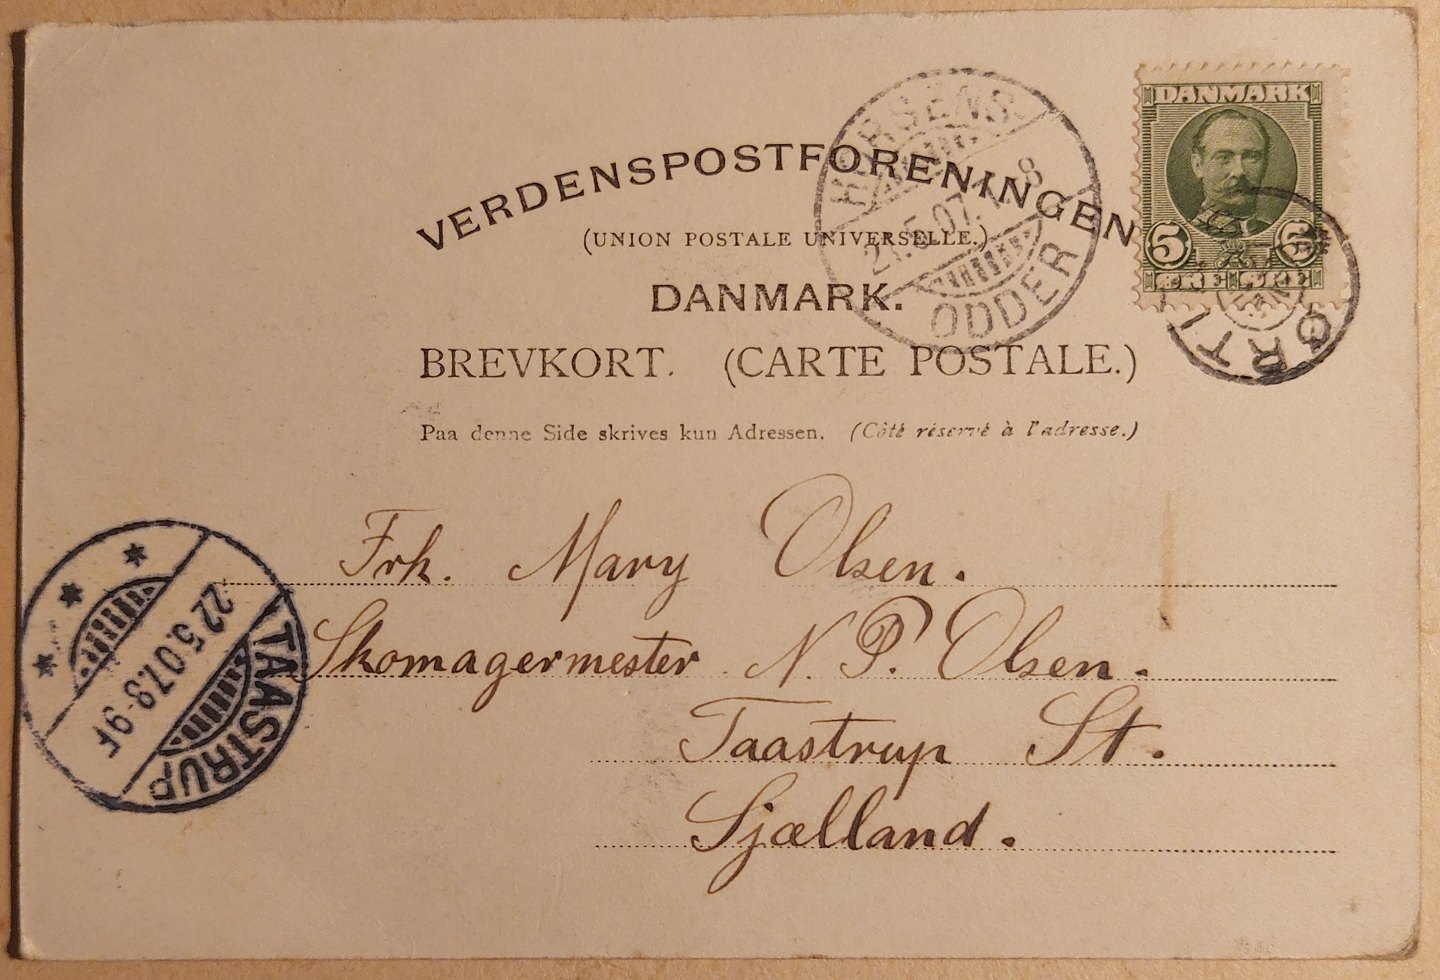 DANMARK
5 5
ØRE ØRE
HORSENS
21.5.07
8
ODDER
ØRTI
VERDENSPOSTFORENINGEN
(UNION POSTALE UNIVERSELLE.)
DANMARK.
BREVKORT. (CARTE POSTALE.)
Paa denne Side skrives kun Adressen. (Côté réservé à l'adresse.)
Frk. Mary Olsen.
Skomagermester N. P. Olsen.
Taastrup St.
Sjælland.
TAASTRUP
22.5.07.8-9F